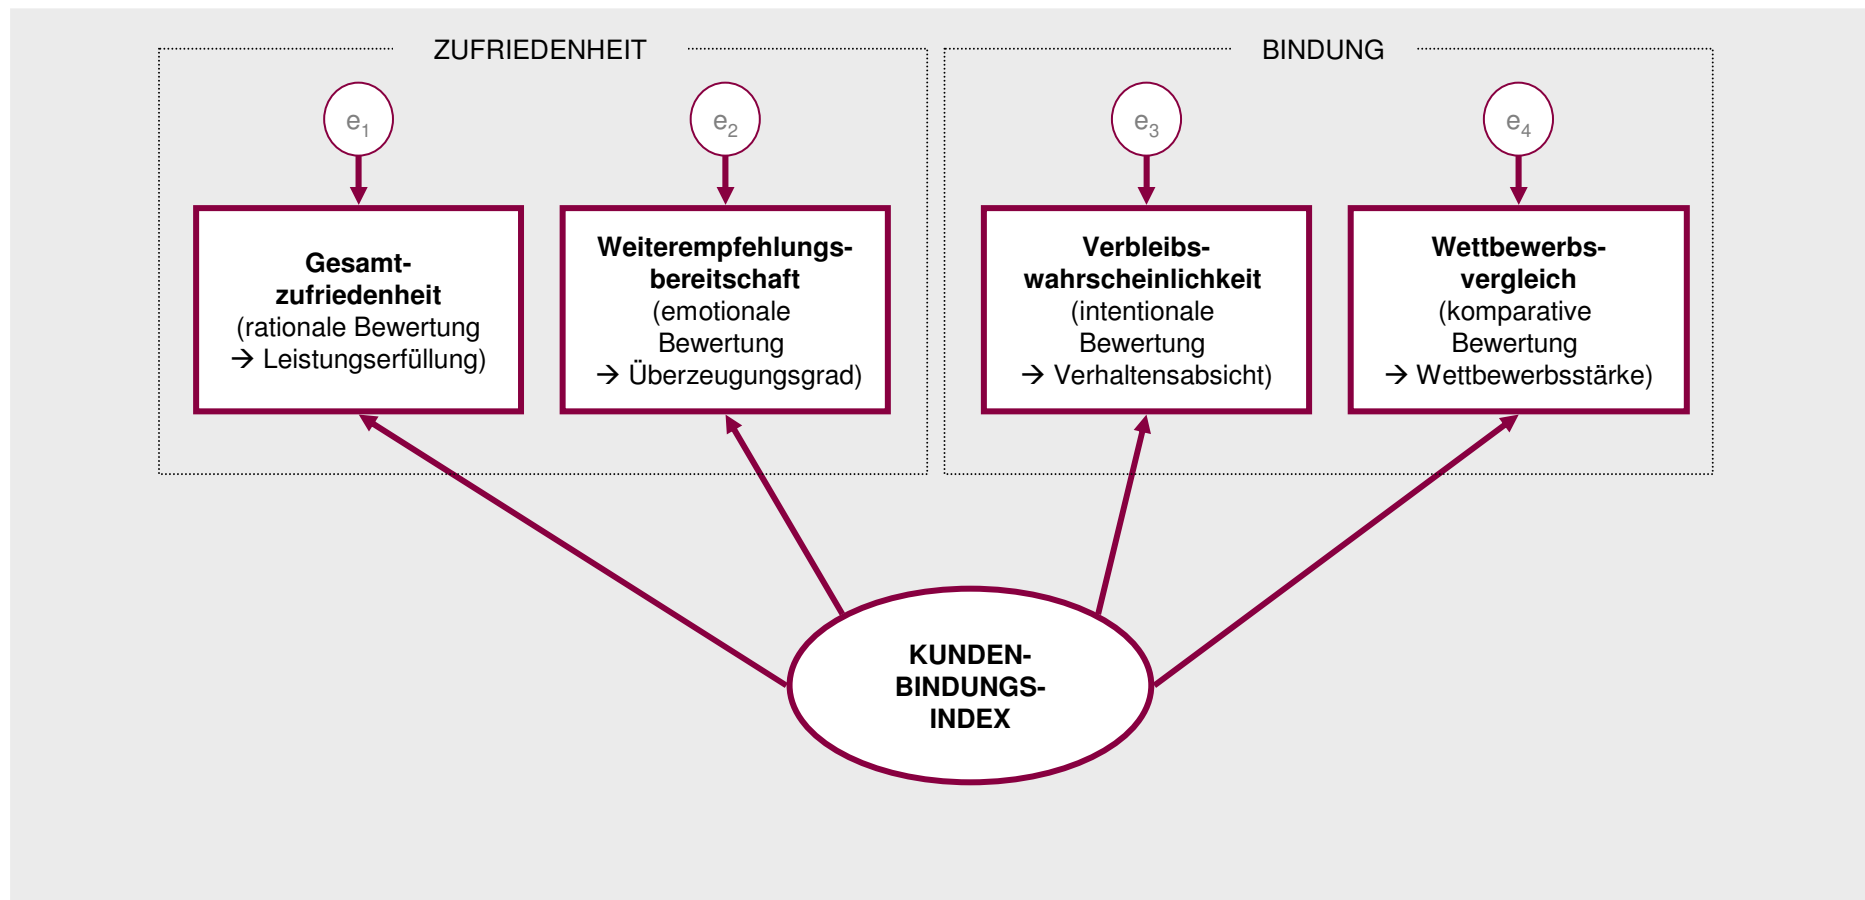 ZUFRIEDENHEIT
e1
e2
Gesamt-
zufriedenheit
(rationale Bewertung
→ Leistungserfüllung)
Weiterempfehlungs-
bereitschaft
(emotionale
Bewertung
→ Überzeugungsgrad)
BINDUNG
e3
e4
Verbleibs-
wahrscheinlichkeit
(intentionale
Bewertung
→ Verhaltensabsicht)
Wettbewerbs-
vergleich
(komparative
Bewertung
→ Wettbewerbsstärke)
KUNDEN-
BINDUNGS-
INDEX